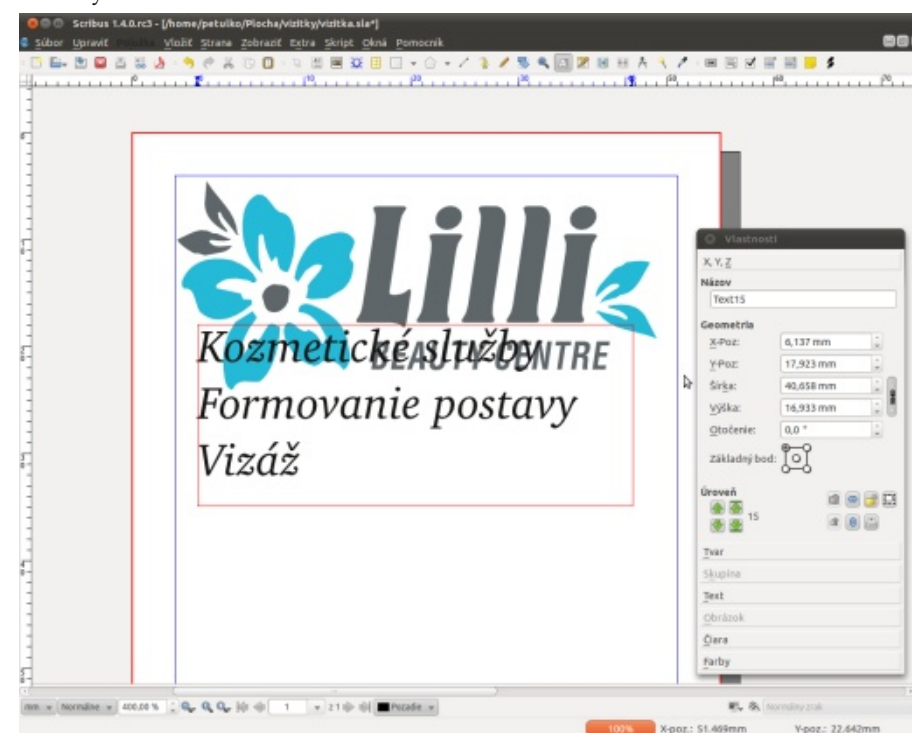 Scribus 1.4.0.rc3 - [/home/petulko/Plocha/vizitky/vizitka.sla*]
Súbor Upraviť Položka Vložiť Strana Zobraziť Extra Skript Okná Pomocník
Lilli
BEAUTY CENTRE
Kozmetické služby
Formovanie postavy
Vizáž
Vlastnosti
X, Y, Z
Názov
Text15
Geometria
X-Poz: 6,137 mm
Y-Poz: 17,923 mm
Šírka: 40,658 mm
Výška: 16,933 mm
Otočenie: 0,0 °
Základný bod:
Úroveň
15
Tvar
Skupina
Text
Obrázok
Čiara
Farby
mm Normálne 400,00 % 1 z 1 Pozadie Normálny zrak
100% X-poz.: 51.469mm Y-poz.: 22.642mm